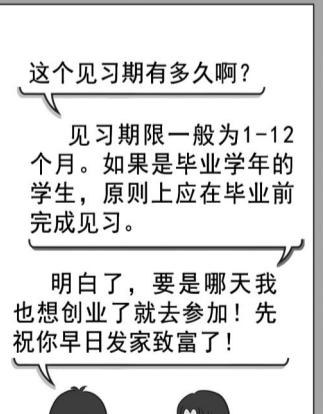 这个见习期有多久啊?
见习期限一般为1-12
个月。如果是毕业学年的
学生，原则上应在毕业前
完成见习。
明白了，要是哪天我
也想创业了就去参加！先
祝你早日发家致富了！